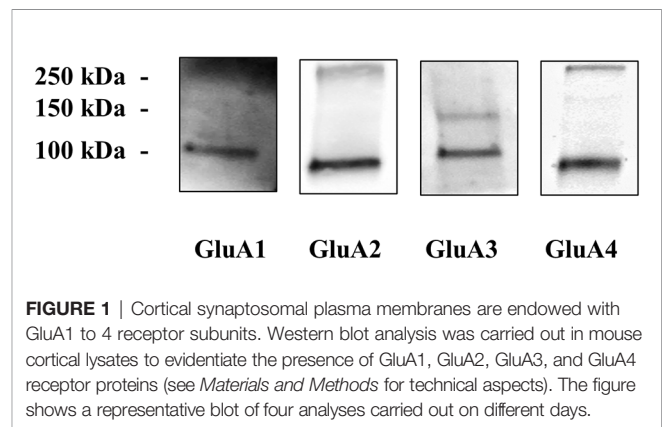 250 kDa -
150 kDa -
100 kDa -
GluA1 GluA2 GluA3 GluA4
FIGURE 1 | Cortical synaptosomal plasma membranes are endowed with
GluA1 to 4 receptor subunits. Western blot analysis was carried out in mouse
cortical lysates to evidentiate the presence of GluA1, GluA2, GluA3, and GluA4
receptor proteins (see Materials and Methods for technical aspects). The figure
shows a representative blot of four analyses carried out on different days.